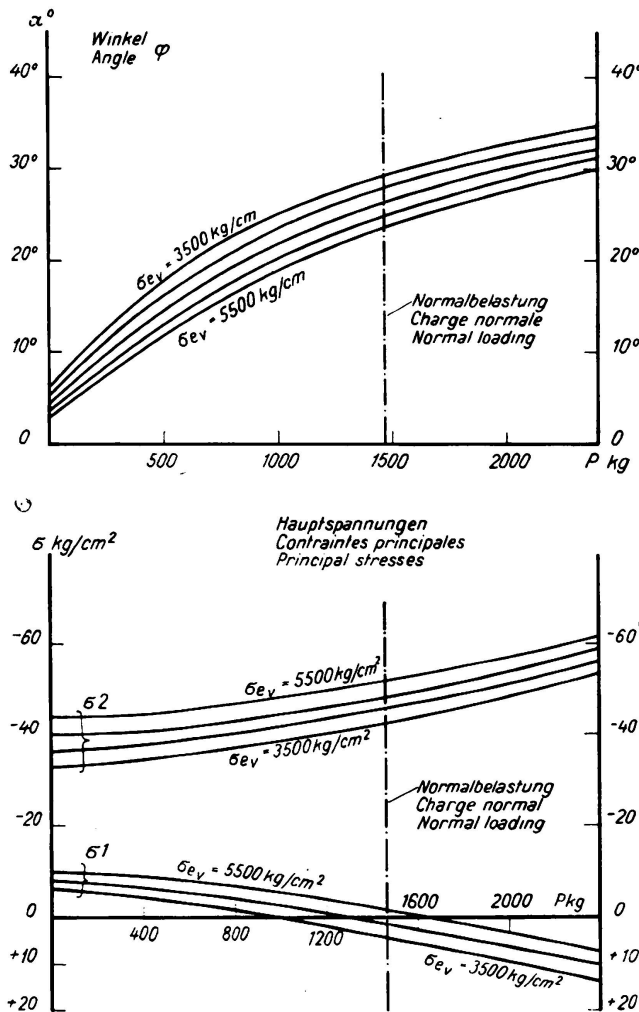 α°
Winkel
Angle φ
40°
40°
30°
30°
20°
20°
10°
10°
0
0
σev = 3500 kg/cm
σev = 5500 kg/cm
Normalbelastung
Charge normale
Normal loading
500
1000
1500
2000
P kg
σ kg/cm²
Hauptspannungen
Contraintes principales
Principal stresses
-60
-60
-40
-40
-20
-20
0
0
+10
+10
+20
+20
σ2
σev = 5500 kg/cm²
σev = 3500 kg/cm²
Normalbelastung
Charge normal
Normal loading
σ1
σev = 5500 kg/cm²
400
800
1200
1600
2000
Pkg
σev - 3500 kg/cm²